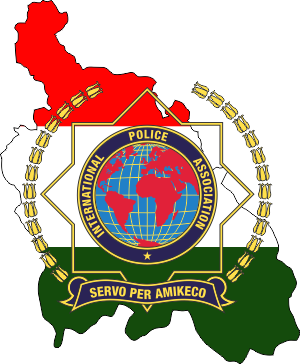 INTERNATIONAL POLICE ASSOCIATION
SERVO PER AMIKECO